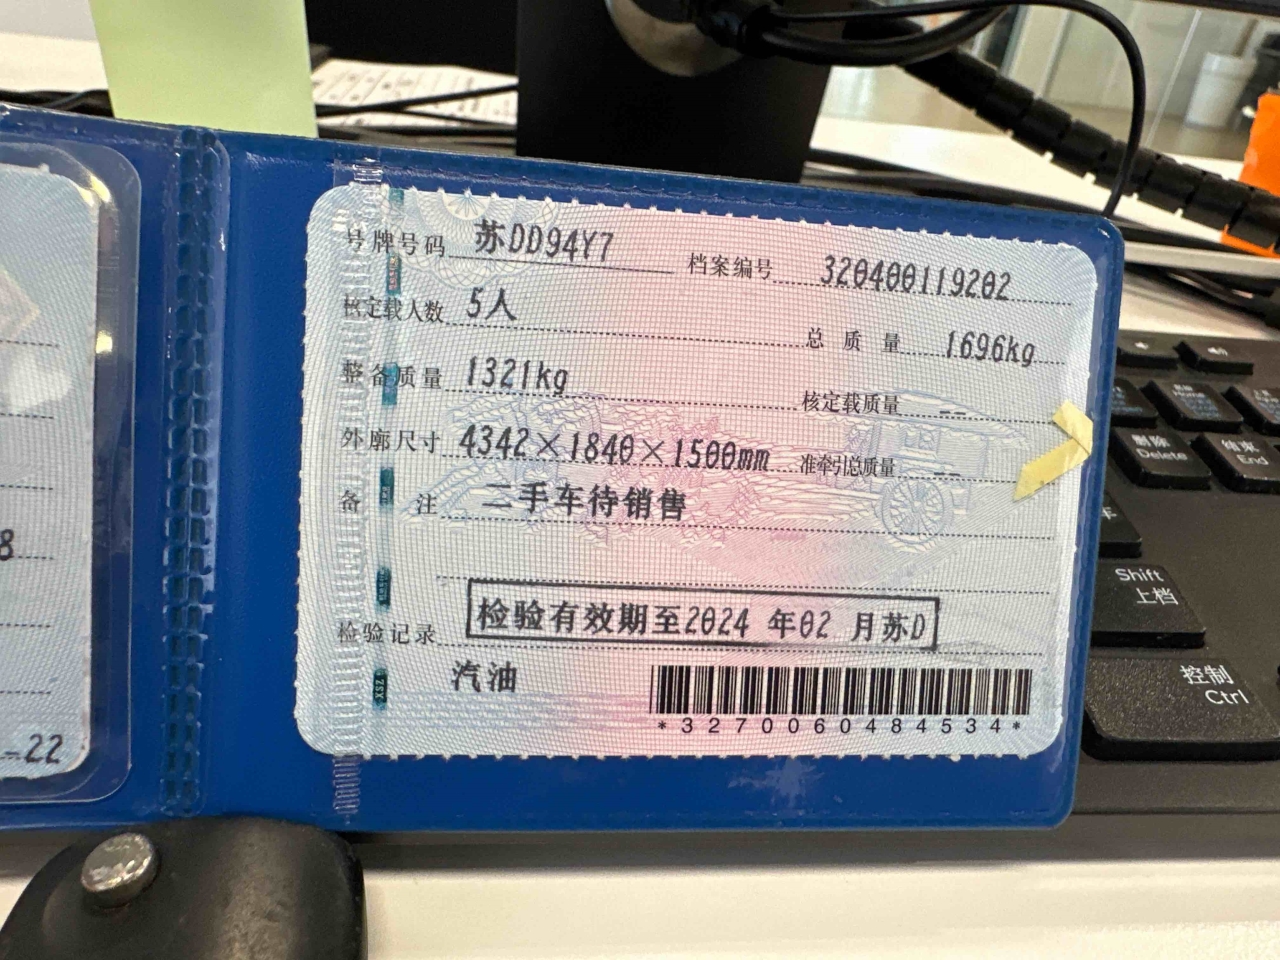 号牌号码 苏DD94Y7 档案编号 320400119202
核定载人数 5人 总质量 1696kg
整备质量 1321kg 核定载质量 --
外廓尺寸 4342×1840×1500mm 准牵引总质量 --
备注 二手车待销售
检验记录 检验有效期至2024 年02 月苏D
汽油
*3270060484534*
8
-22
删除
Delete
结束
End
Shift
上档
控制
Ctrl